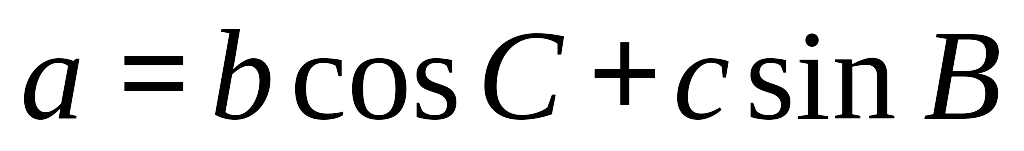 a = b cos C + c sin B